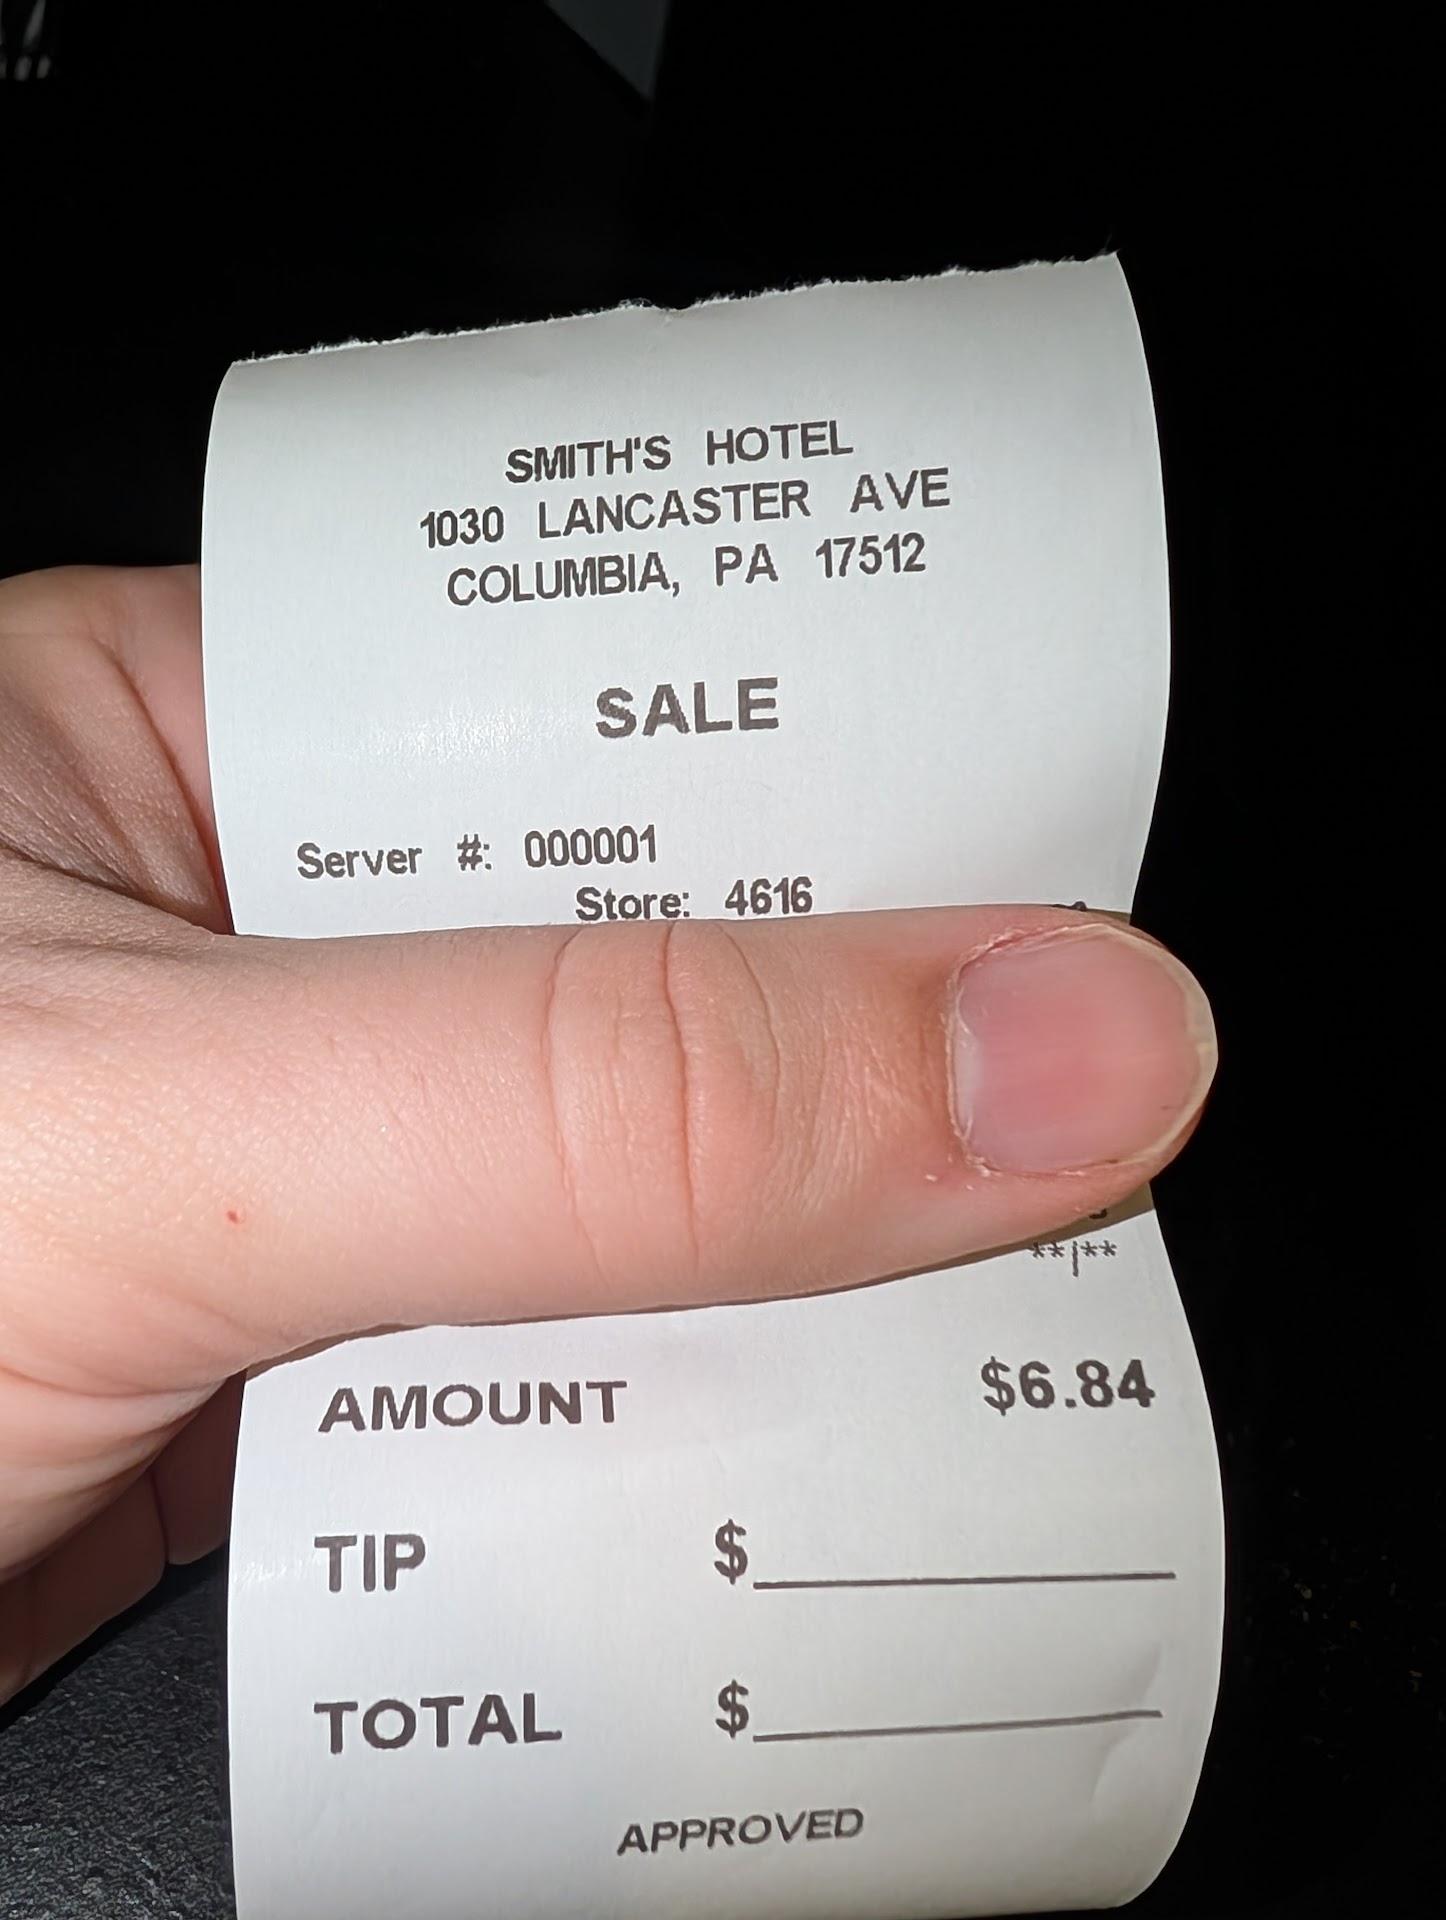 SMITH'S HOTEL
1030 LANCASTER AVE
COLUMBIA, PA 17512
SALE
Server #: 000001
Store: 4616
**/**
AMOUNT $6.84
TIP $
TOTAL $
APPROVED